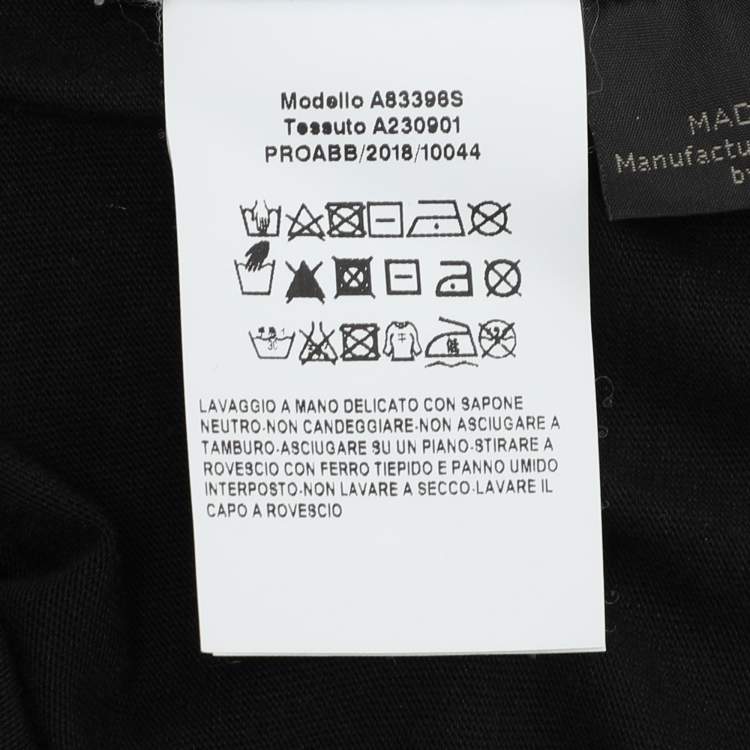 Modello A83396S
Tessuto A230901
PROABB/2018/10044
30
LAVAGGIO A MANO DELICATO CON SAPONE
NEUTRO-NON CANDEGGIARE-NON ASCIUGARE A
TAMBURO-ASCIUGARE SU UN PIANO-STIRARE A
ROVESCIO CON FERRO TIEPIDO E PANNO UMIDO
INTERPOSTO-NON LAVARE A SECCO-LAVARE IL
CAPO A ROVESCIO
MAD
Manufactu
by